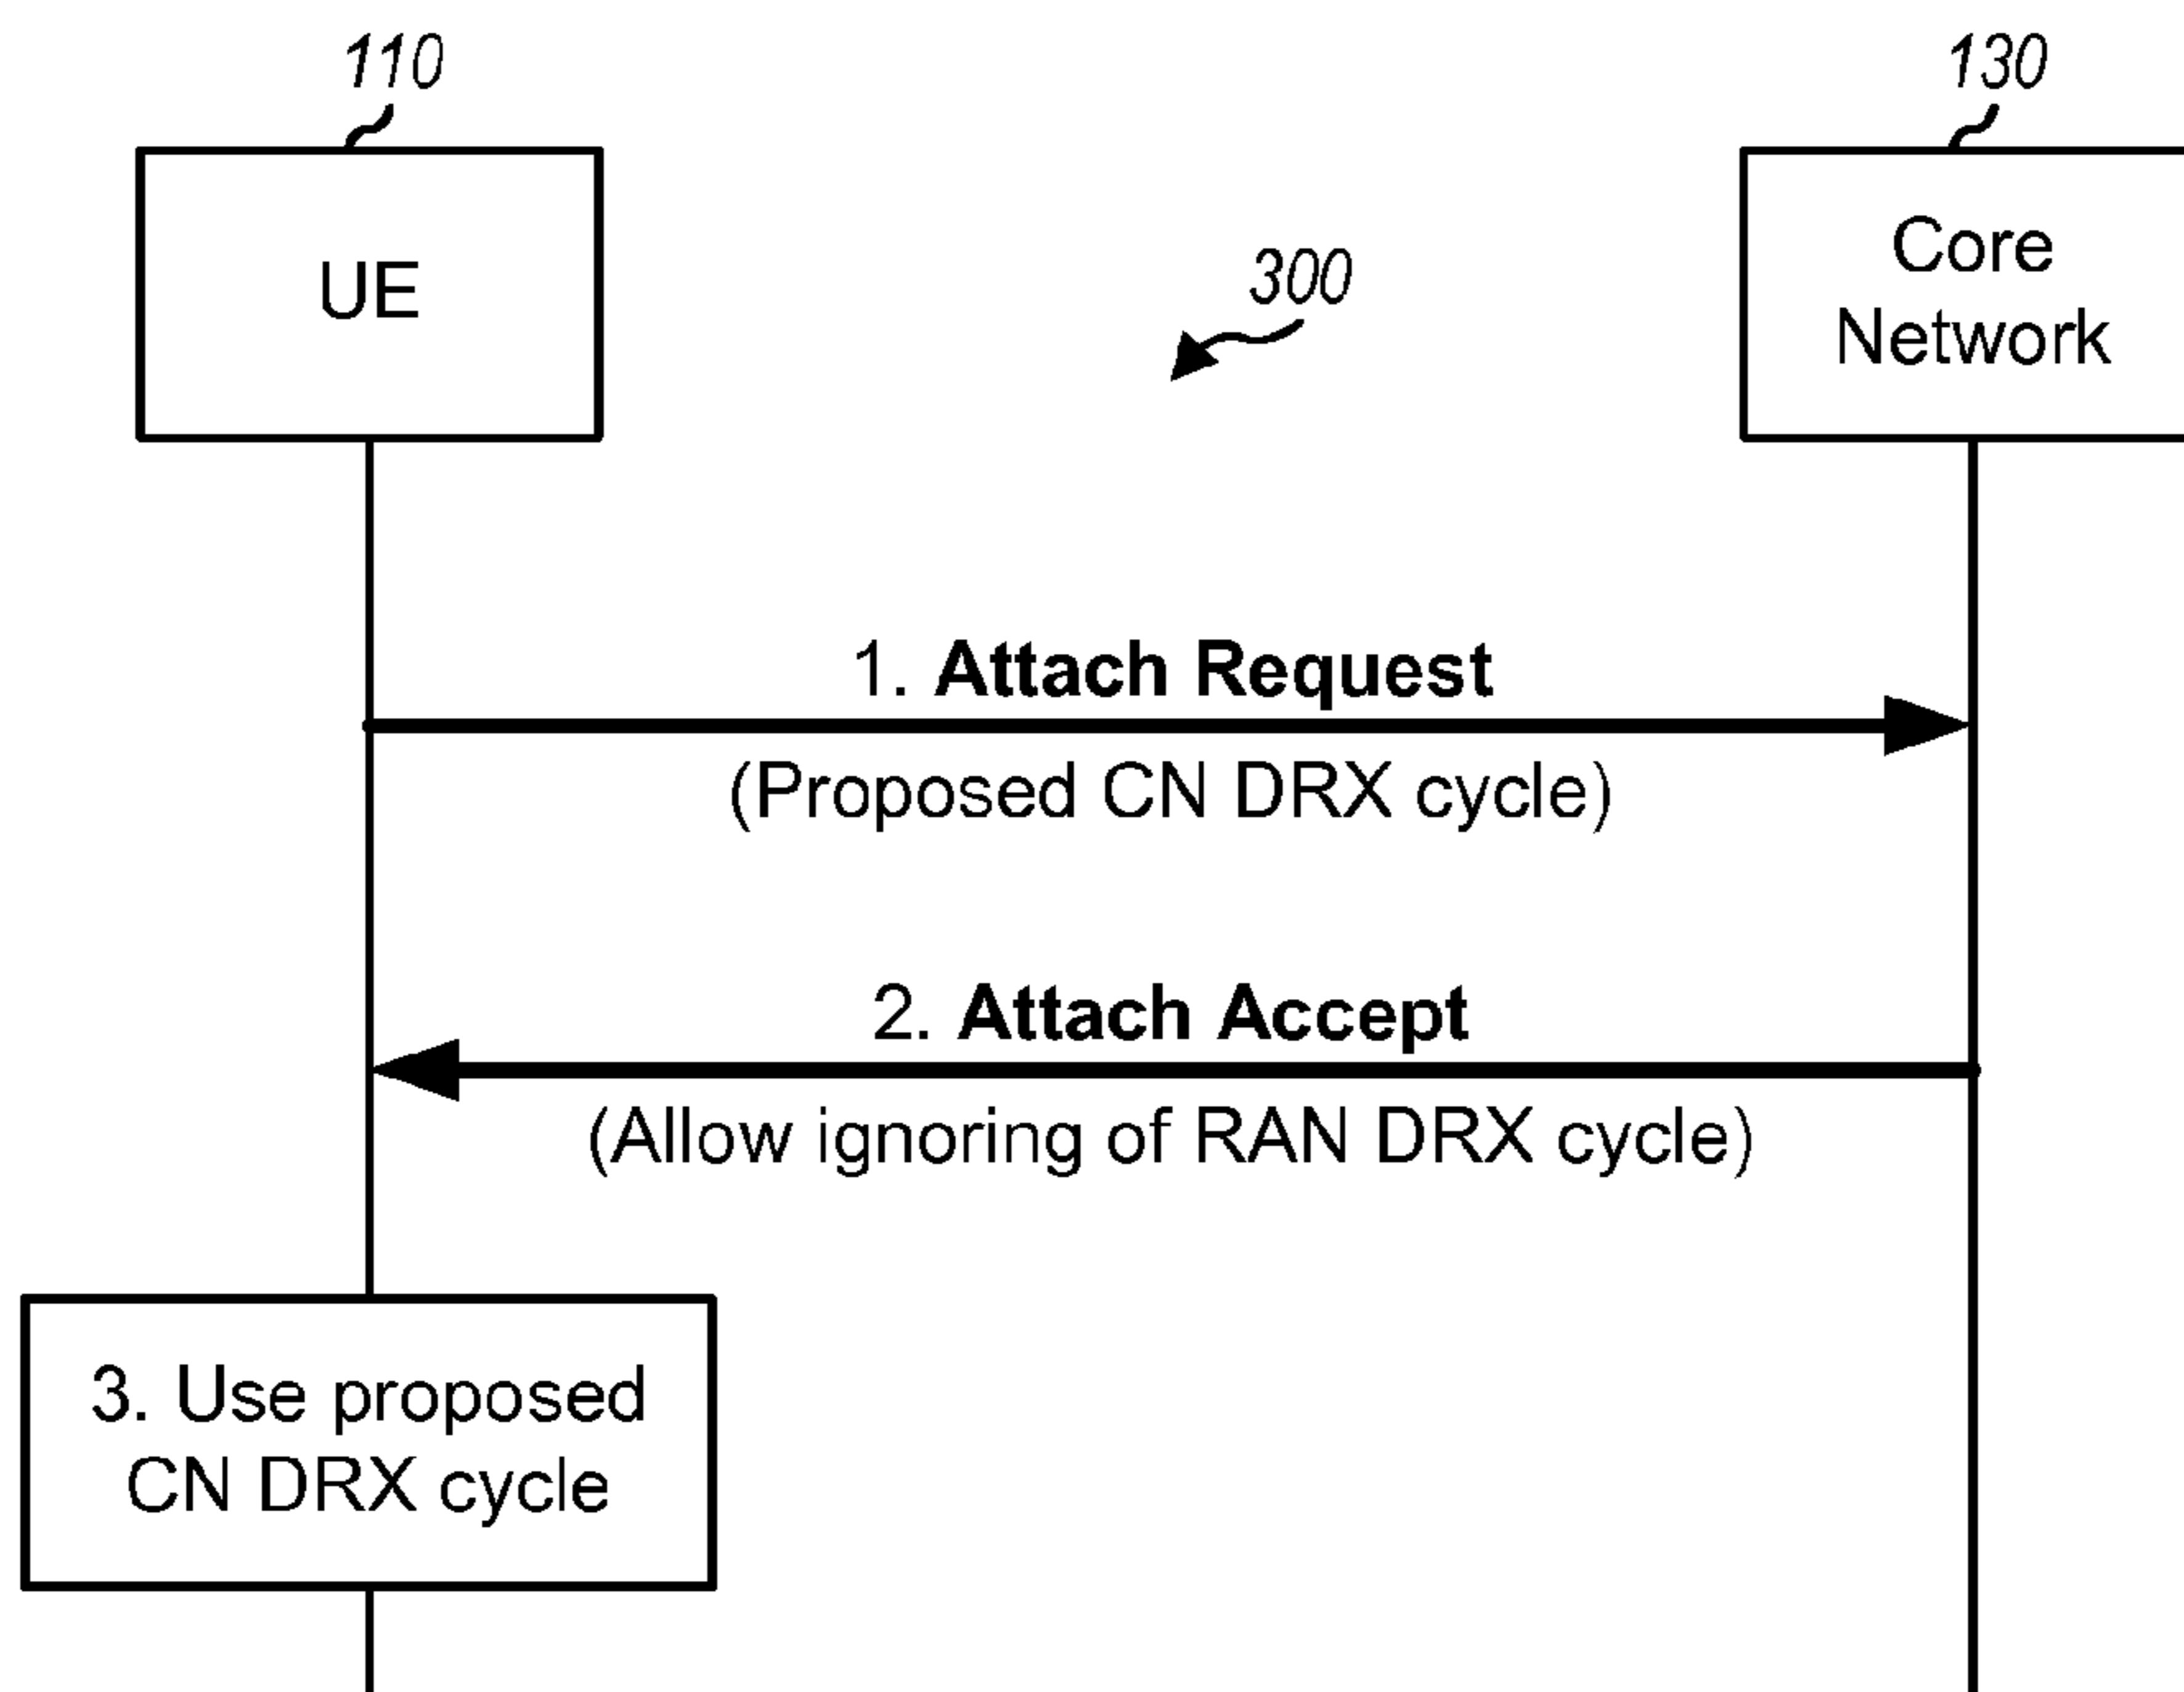 110
130
UE
300
Core
Network
1. Attach Request
(Proposed CN DRX cycle)
2. Attach Accept
(Allow ignoring of RAN DRX cycle)
3. Use proposed
CN DRX cycle